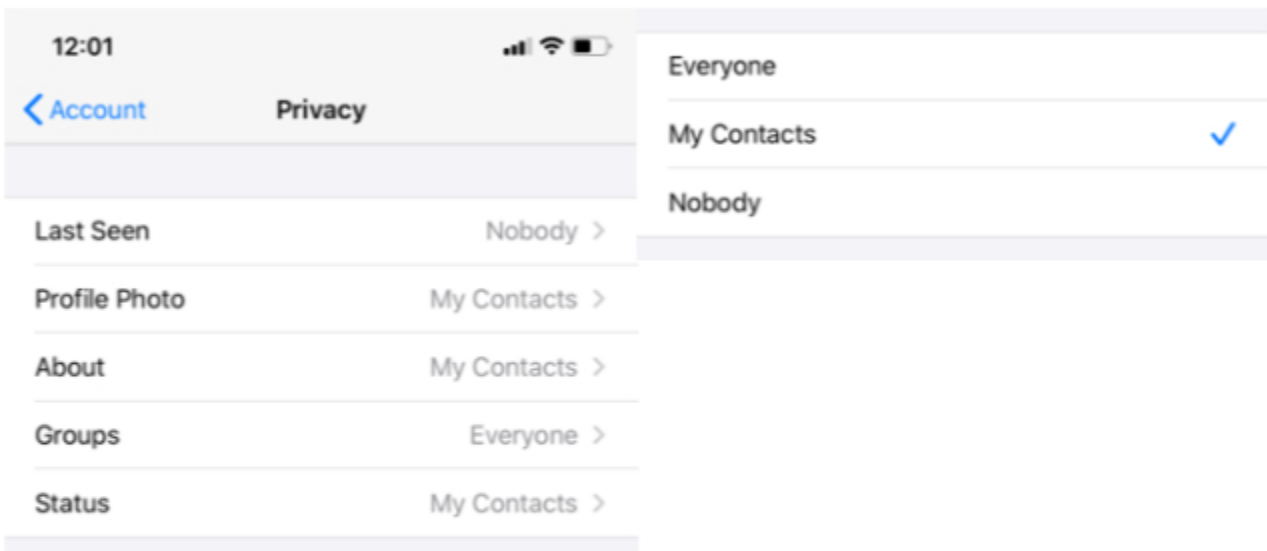 12:01
Account Privacy
Last Seen Nobody
Profile Photo My Contacts
About My Contacts
Groups Everyone
Status My Contacts
Everyone
My Contacts
Nobody